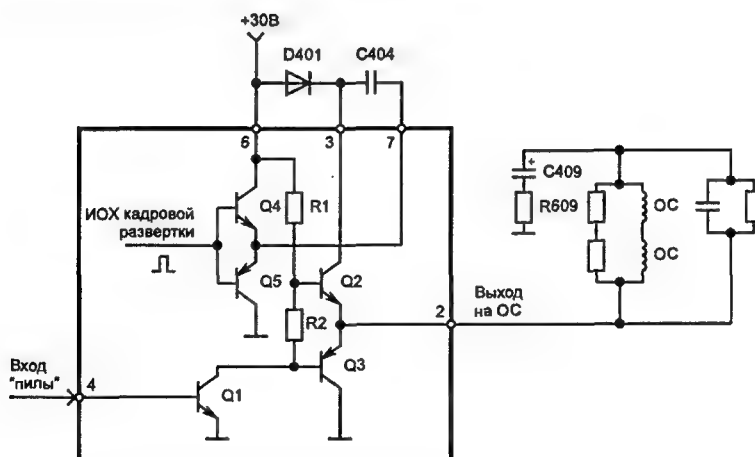 +30В
D401
C404
6
3
7
Q4
R1
ИОХ кадровой
развертки
Q5
Q2
R2
2
Выход
на ОС
Вход
"пилы"
4
Q1
Q3
+
C409
R609
ОС
ОС